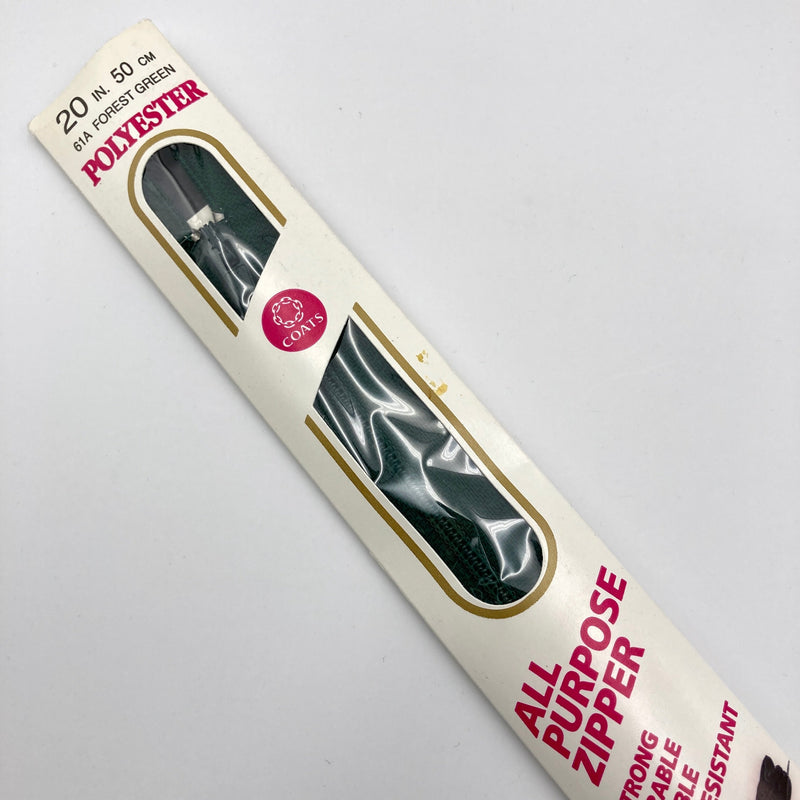 20 IN. 50 CM
61A FOREST GREEN
POLYESTER
COATS
ALL
PURPOSE
ZIPPER